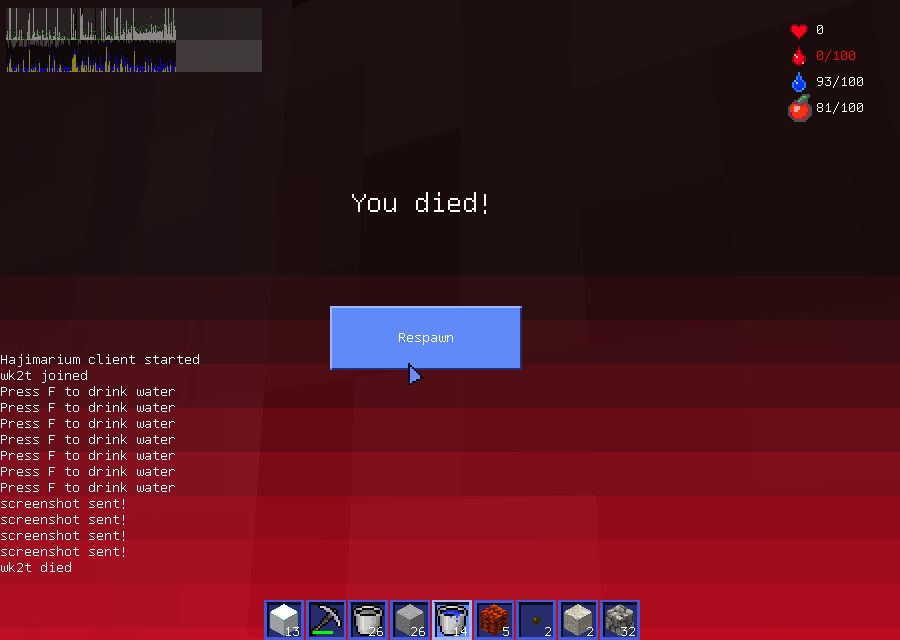 0
0/100
93/100
81/100
You died!
Respawn
Hajimarium client started
wk2t joined
Press F to drink water
Press F to drink water
Press F to drink water
Press F to drink water
Press F to drink water
Press F to drink water
Press F to drink water
screenshot sent!
screenshot sent!
screenshot sent!
screenshot sent!
wk2t died
13 26 26 14 5 2 2 32